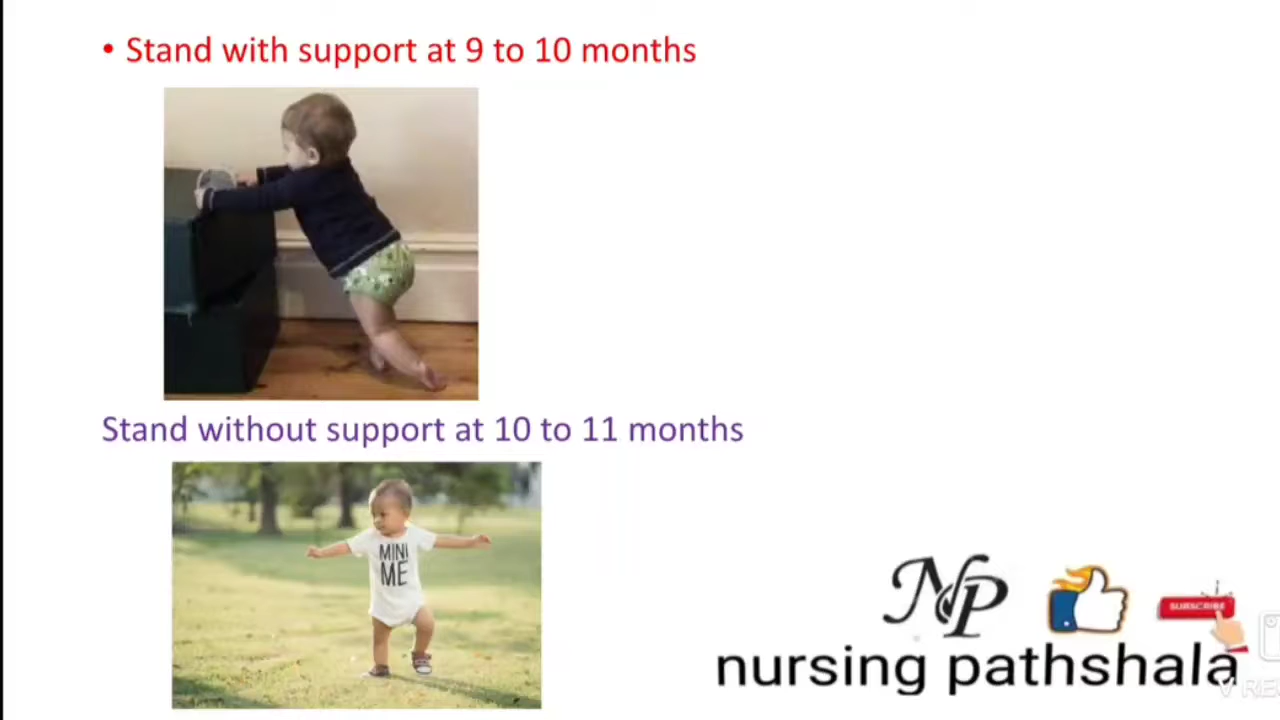 • Stand with support at 9 to 10 months
Stand without support at 10 to 11 months
MINI
ME
NP
SUBSCRIBE
nursing pathshala